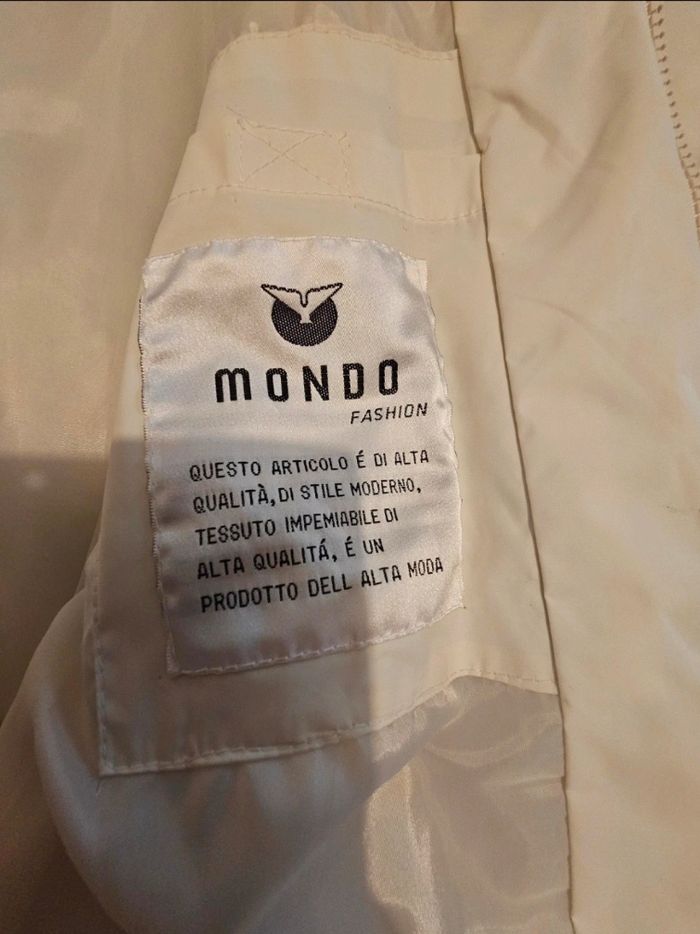 MONDO
FASHION
QUESTO ARTICOLO É DI ALTA
QUALITÀ, DI STILE MODERNO,
TESSUTO IMPEMIABILE DI
ALTA QUALITÁ, É UN
PRODOTTO DELL ALTA MODA